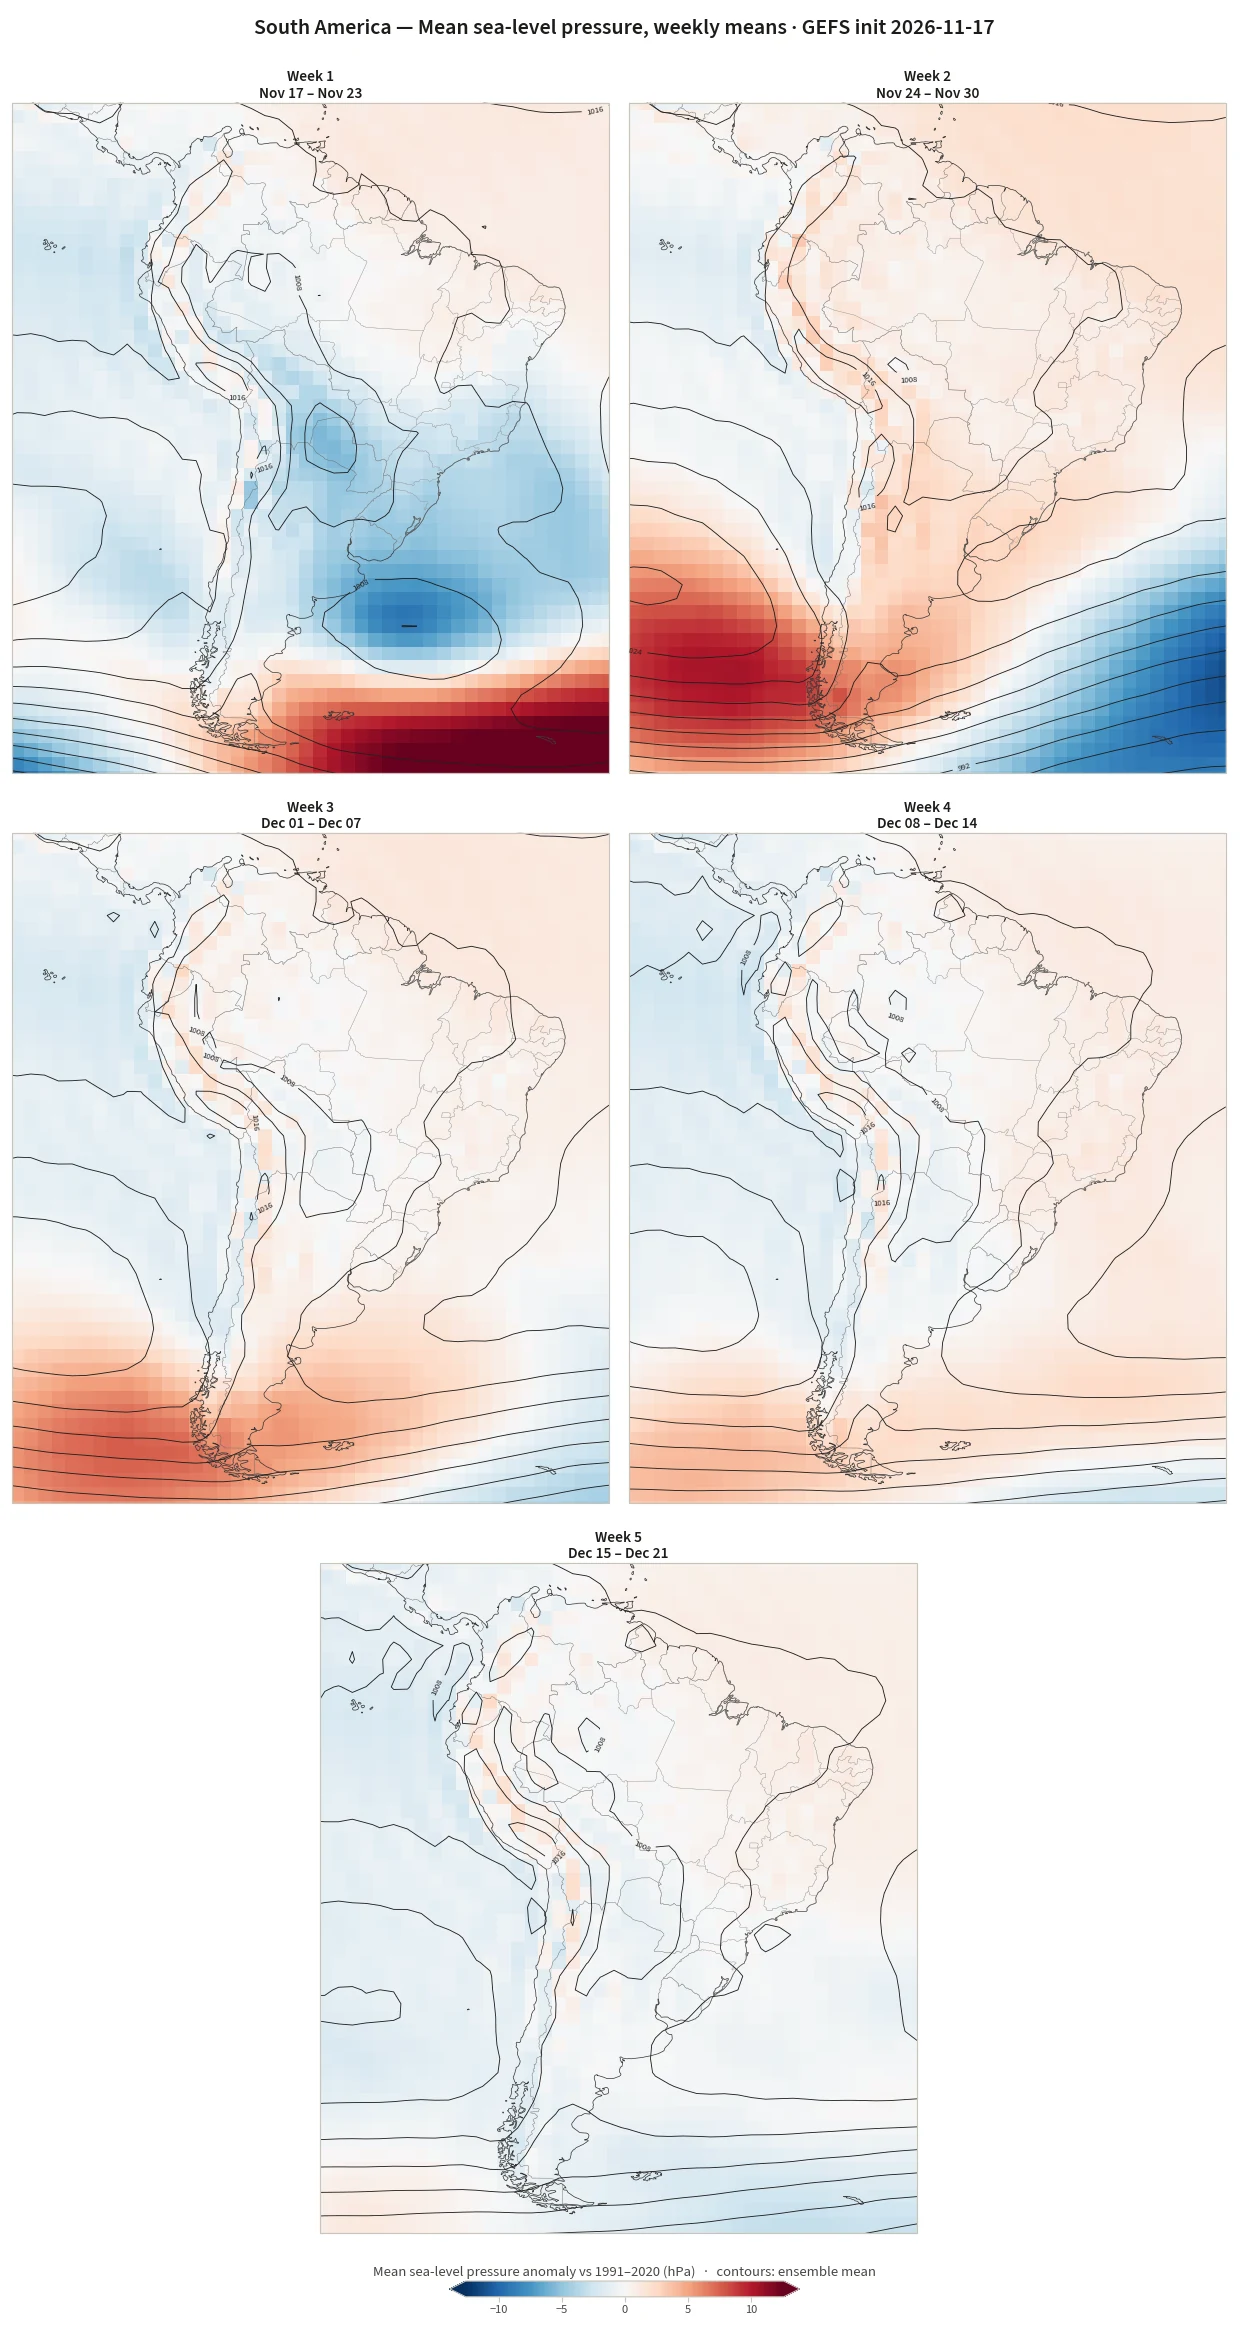 South America — Mean sea-level pressure, weekly means · GEFS init 2026-11-17
Week 1
Nov 17 – Nov 23
Week 2
Nov 24 – Nov 30
1016
1008
1016
1016
1008
1016
1008
1016
1024
992
Week 3
Dec 01 – Dec 07
Week 4
Dec 08 – Dec 14
1008
1008
1008
1016
1016
1008
1008
1008
1016
1016
Week 5
Dec 15 – Dec 21
1008
1008
1008
1016
Mean sea-level pressure anomaly vs 1991–2020 (hPa) · contours: ensemble mean
−10 −5 0 5 10